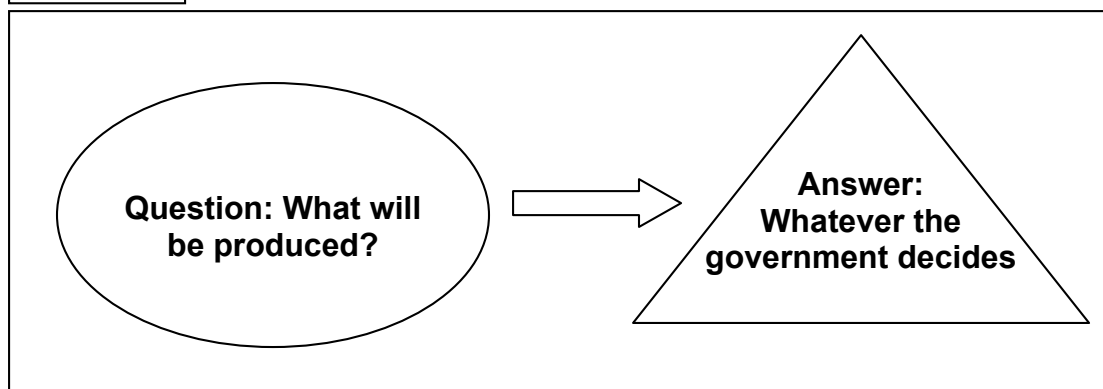 Question: What will
be produced?
Answer:
Whatever the
government decides